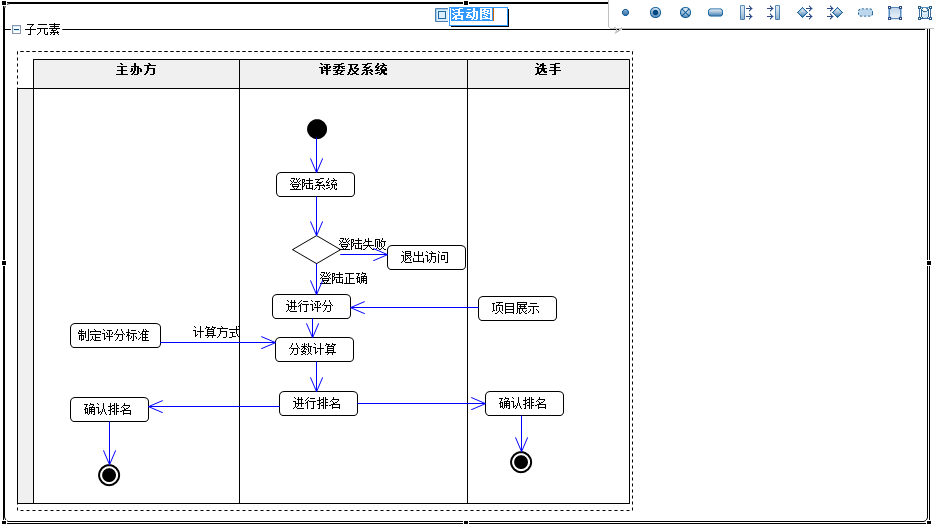 活动图
子元素
主办方
评委及系统
选手
登陆系统
登陆失败
退出访问
登陆正确
进行评分
项目展示
制定评分标准
计算方式
分数计算
确认排名
进行排名
确认排名